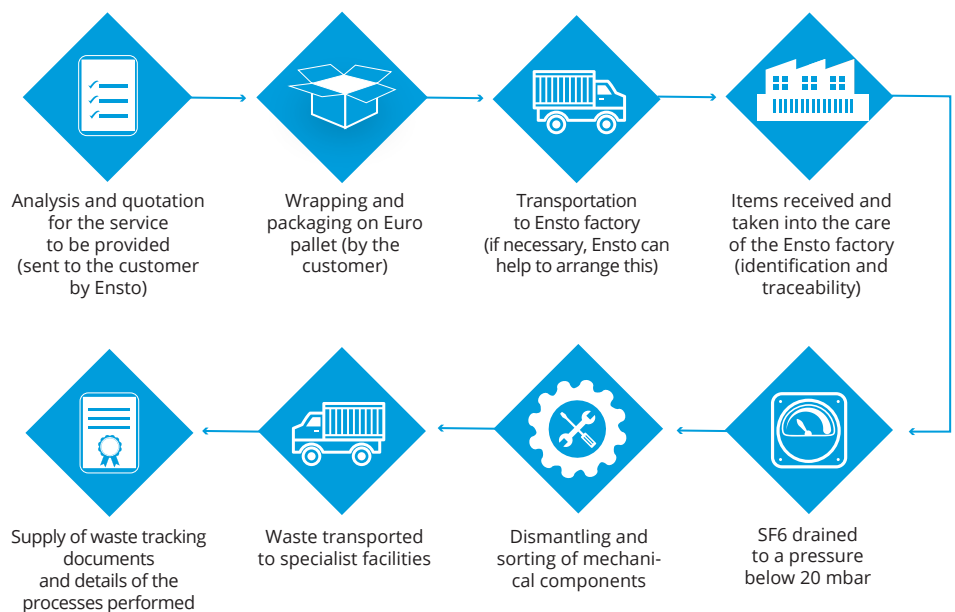 Analysis and quotation
for the service
to be provided
(sent to the customer
by Ensto)
Wrapping and
packaging on Euro
pallet (by the
customer)
Transportation
to Ensto factory
(if necessary, Ensto can
help to arrange this)
Items received and
taken into the care
of the Ensto factory
(identification and
traceability)
SF6 drained
to a pressure
below 20 mbar
Dismantling and
sorting of mechani-
cal components
Waste transported
to specialist facilities
Supply of waste tracking
documents
and details of the
processes performed